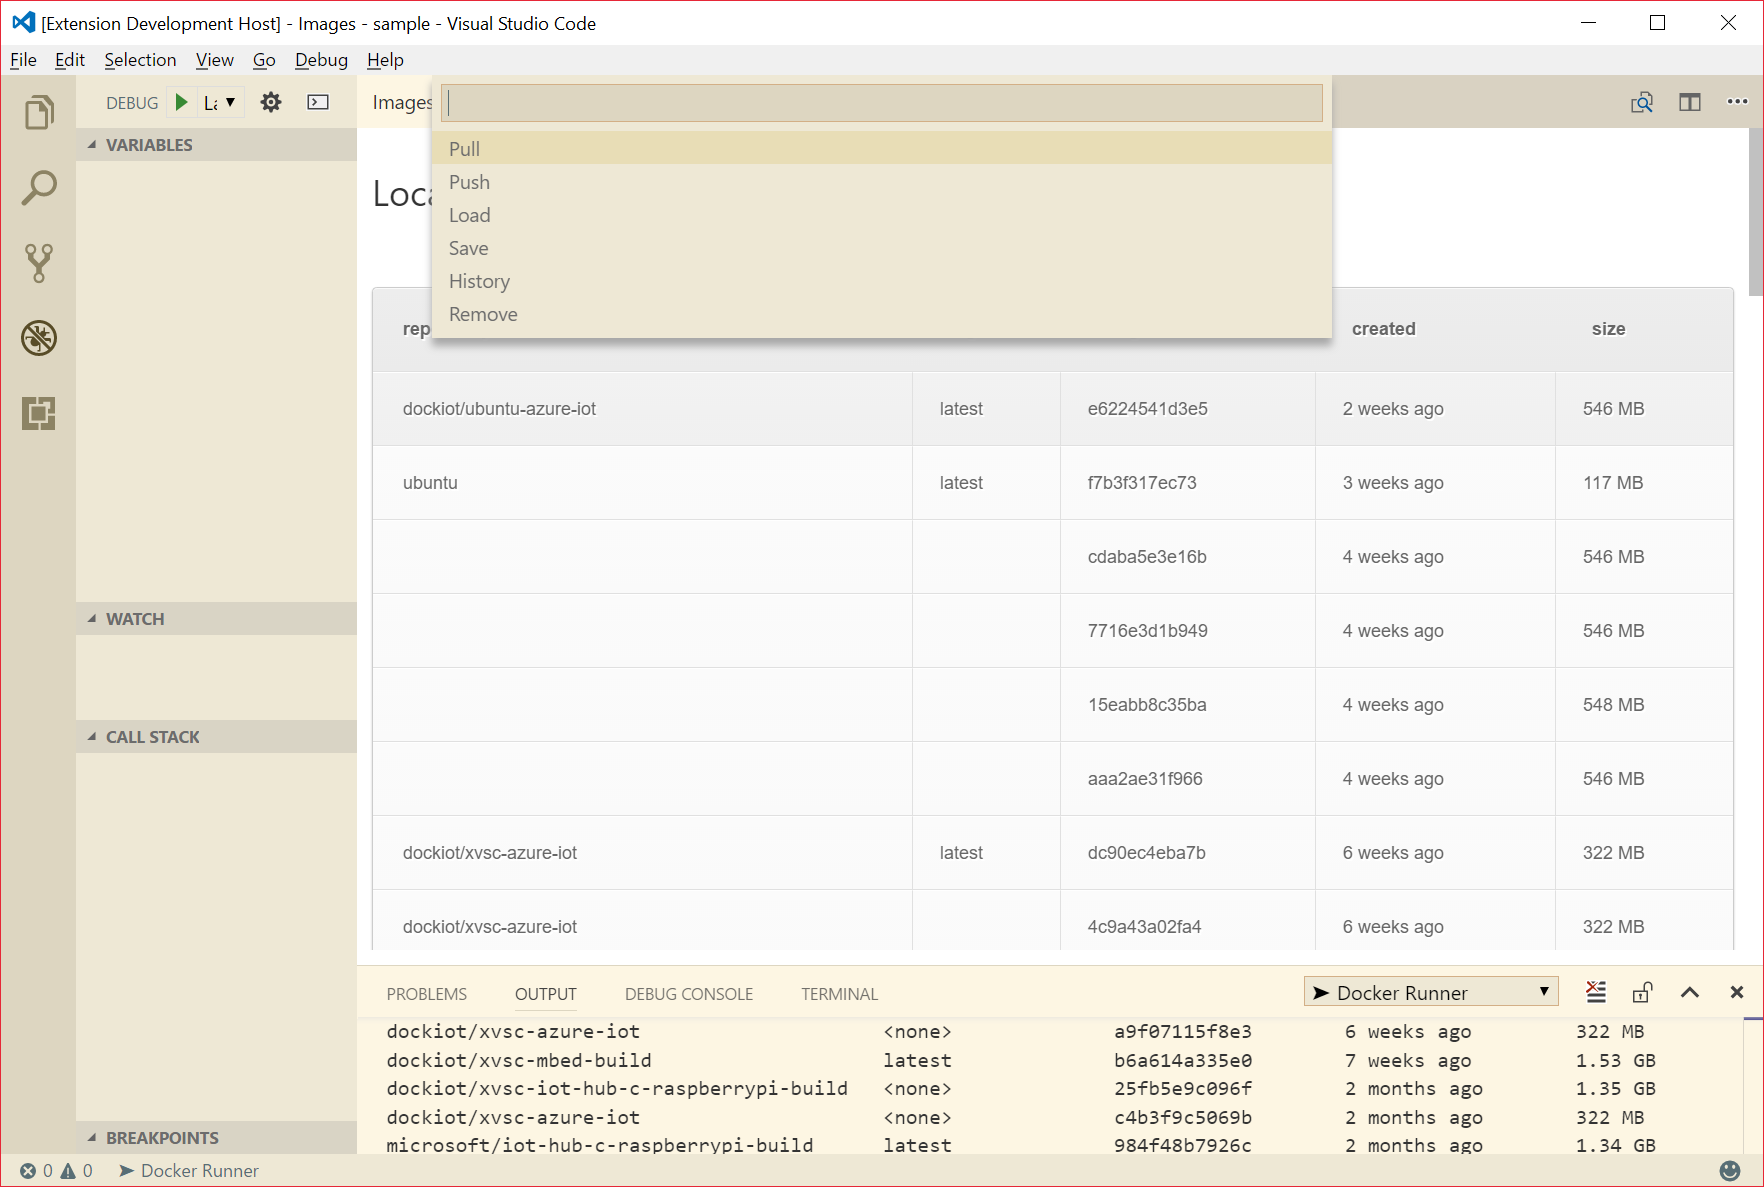 [Extension Development Host] - Images - sample - Visual Studio Code
File Edit Selection View Go Debug Help
DEBUG
Images
VARIABLES
Pull
Push
Load
Save
History
Remove
created size
dockiot/ubuntu-azure-iot latest e6224541d3e5 2 weeks ago 546 MB
ubuntu latest f7b3f317ec73 3 weeks ago 117 MB
cdaba5e3e16b 4 weeks ago 546 MB
7716e3d1b949 4 weeks ago 546 MB
WATCH
15eabb8c35ba 4 weeks ago 548 MB
CALL STACK
aaa2ae31f966 4 weeks ago 546 MB
dockiot/xvsc-azure-iot latest dc90ec4eba7b 6 weeks ago 322 MB
dockiot/xvsc-azure-iot 4c9a43a02fa4 6 weeks ago 322 MB
PROBLEMS OUTPUT DEBUG CONSOLE TERMINAL Docker Runner
dockiot/xvsc-azure-iot <none> a9f07115f8e3 6 weeks ago 322 MB
dockiot/xvsc-mbed-build latest b6a614a335e0 7 weeks ago 1.53 GB
dockiot/xvsc-iot-hub-c-raspberrypi-build <none> 25fb5e9c096f 2 months ago 1.35 GB
dockiot/xvsc-azure-iot <none> c4b3f9c5069b 2 months ago 322 MB
microsoft/iot-hub-c-raspberrypi-build latest 984f48b7926c 2 months ago 1.34 GB
BREAKPOINTS
0 0 Docker Runner